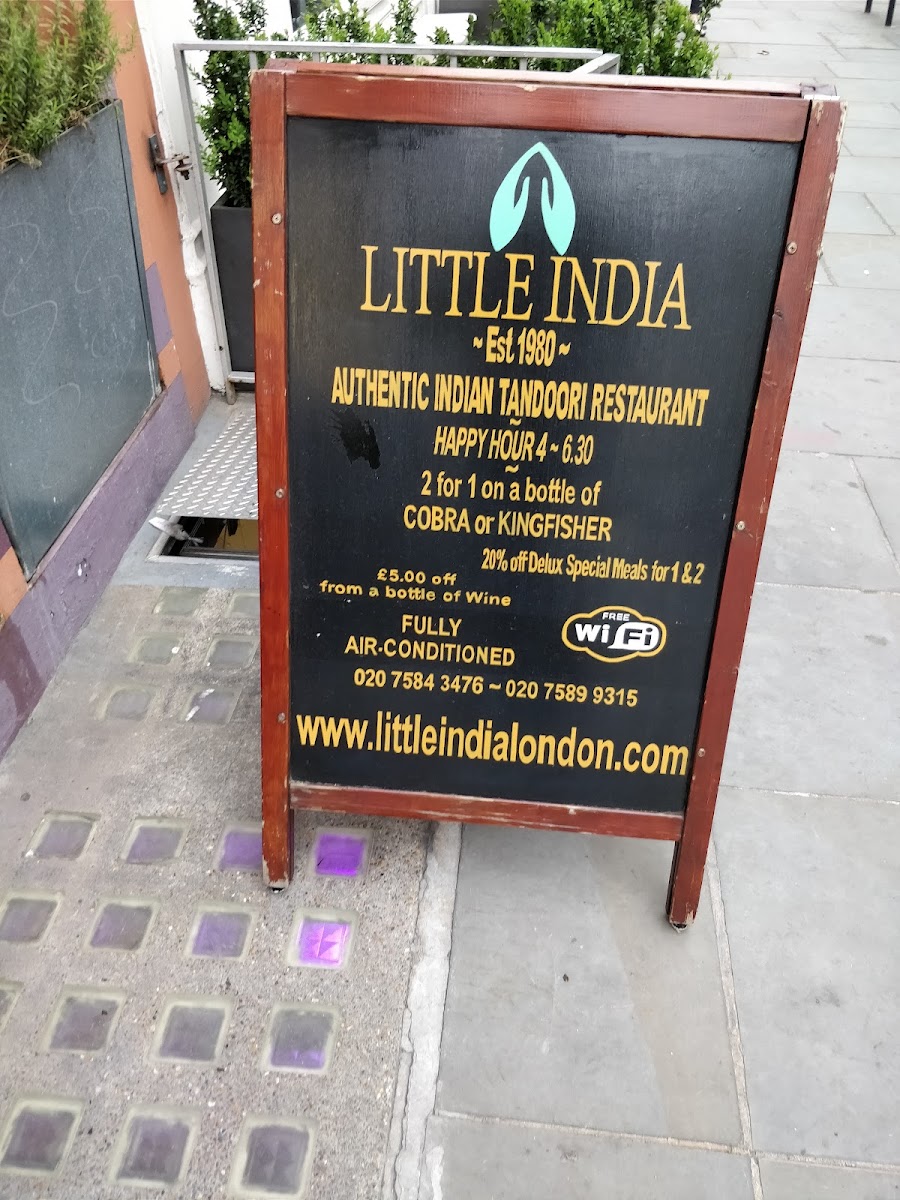 LITTLE INDIA
~ Est 1980 ~
AUTHENTIC INDIAN TANDOORI RESTAURANT
~
HAPPY HOUR 4 ~ 6.30
~
2 for 1 on a bottle of
COBRA or KINGFISHER
20% off Delux Special Meals for 1 & 2
£5.00 off
from a bottle of Wine
FREE
Wi Fi
FULLY
AIR-CONDITIONED
020 7584 3476 ~ 020 7589 9315
www.littleindialondon.com